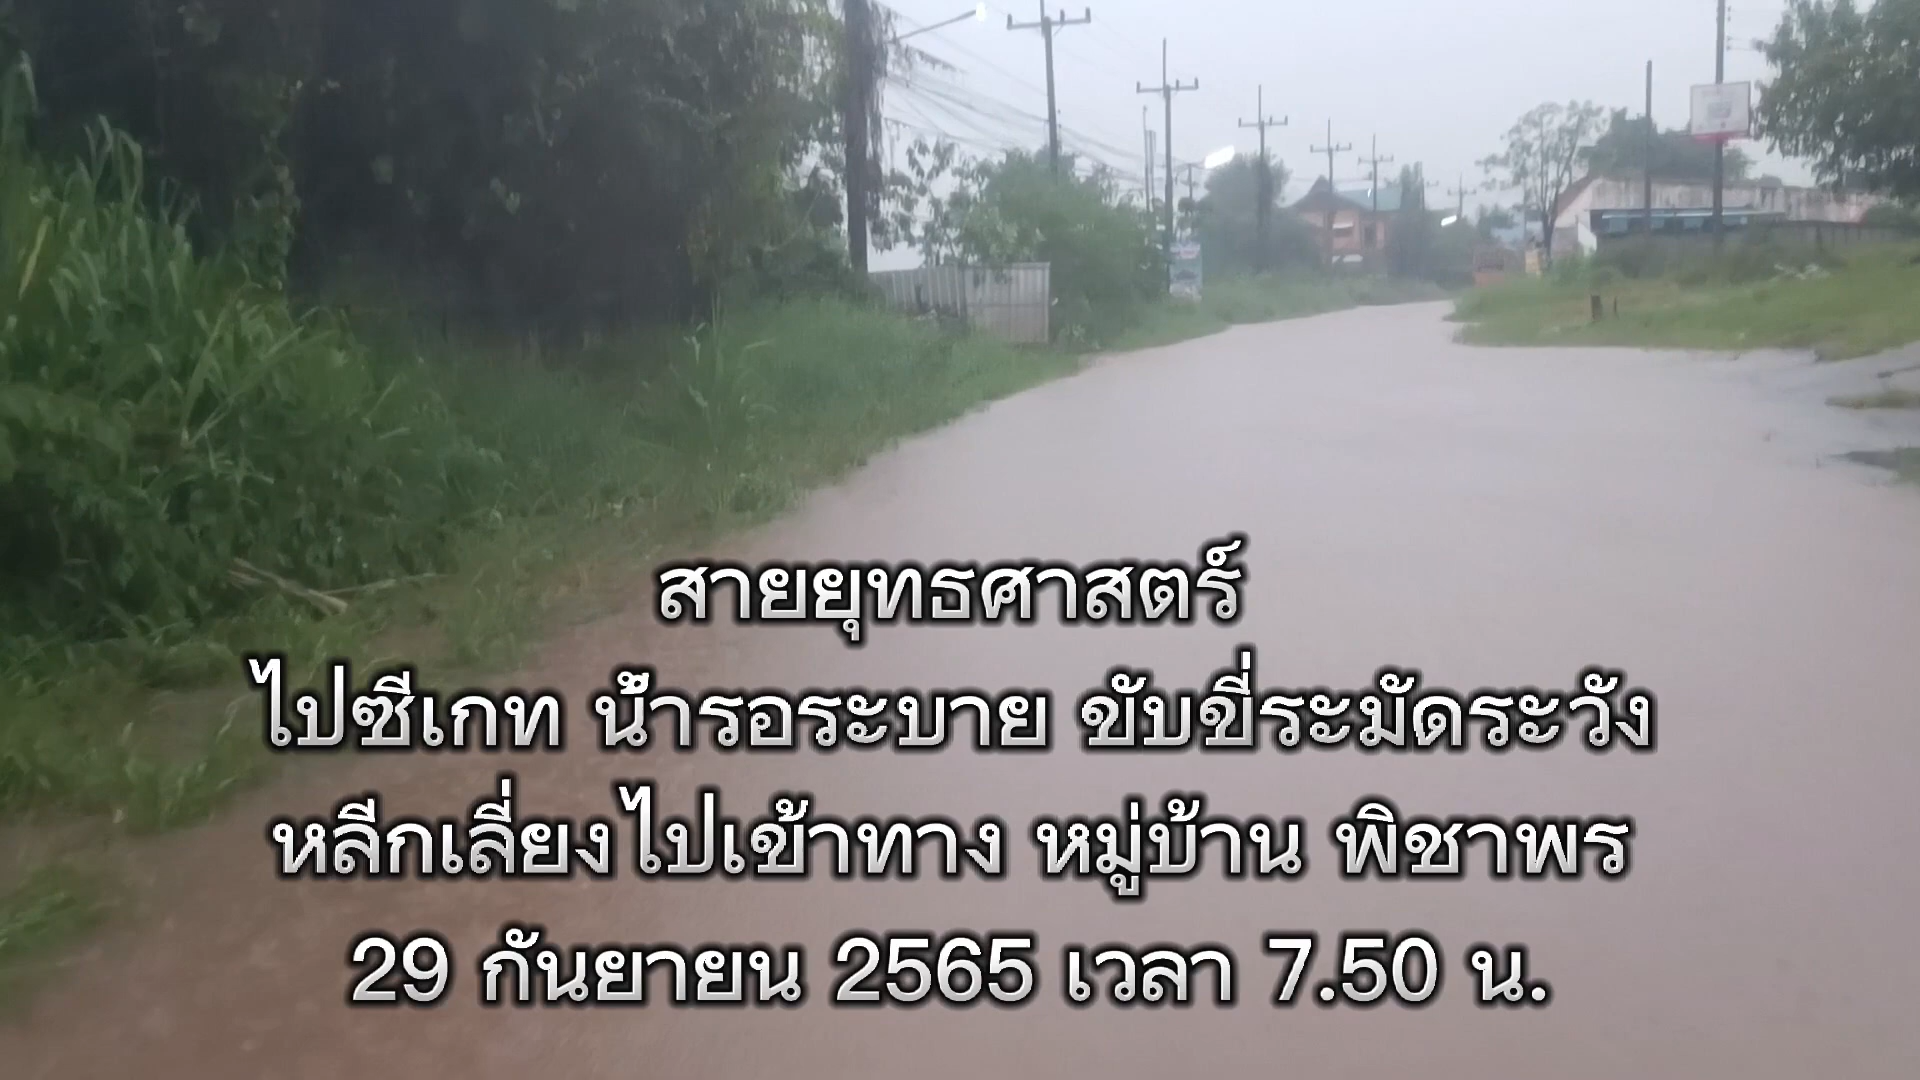 สายยุทธศาสตร์
ไปซีเกท น้ำรอระบาย ขับขี่ระมัดระวัง
หลีกเลี่ยงไปเข้าทาง หมู่บ้าน พิชาพร
29 กันยายน 2565 เวลา 7.50 น.